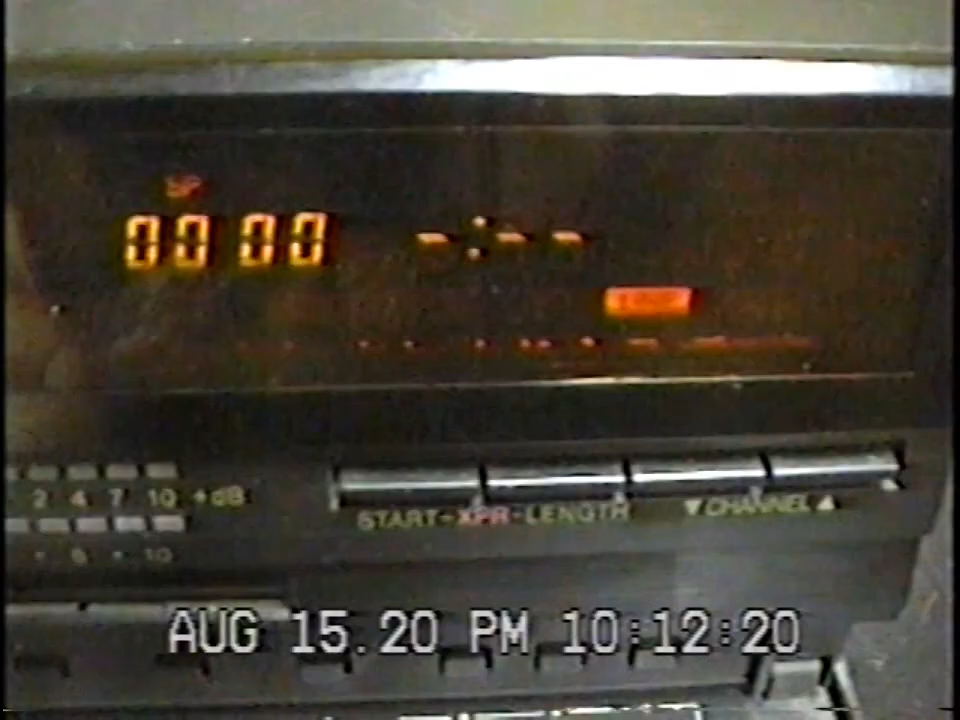 SP
00 00 -:--
2 4 7 10 +dB
START-XPR-LENGTH ▼CHANNEL▲
10
AUG 15.20 PM 10:12:20